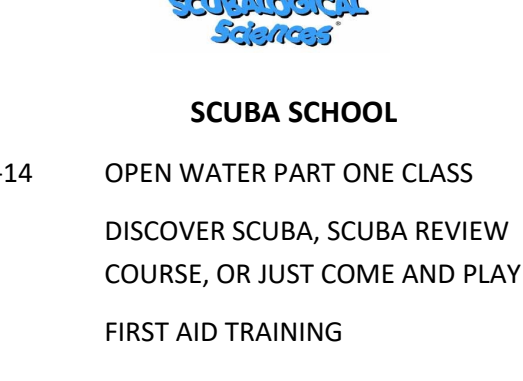 SCUBALOGICAL
Sciences
SCUBA SCHOOL
-14 OPEN WATER PART ONE CLASS
DISCOVER SCUBA, SCUBA REVIEW
COURSE, OR JUST COME AND PLAY
FIRST AID TRAINING